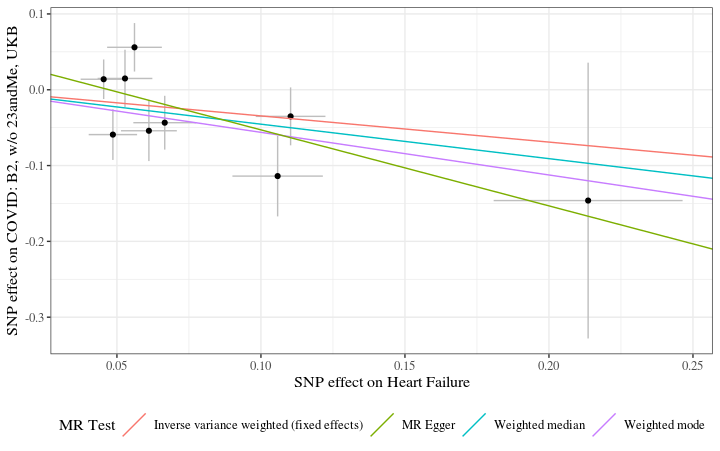 0.1
0.0
-0.1
-0.2
-0.3
SNP effect on COVID: B2, w/o 23andMe, UKB
0.05
0.10
0.15
0.20
0.25
SNP effect on Heart Failure
MR Test
Inverse variance weighted (fixed effects)
MR Egger
Weighted median
Weighted mode